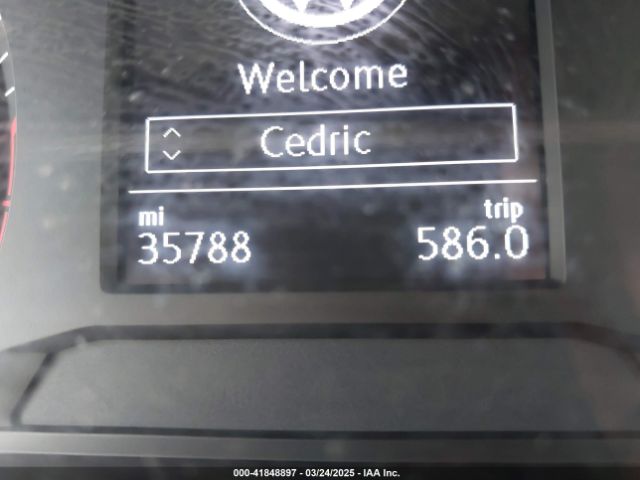 Welcome
Cedric
mi
trip
35788
586.0
000-41848897 - 03/24/2025 - IAA Inc.